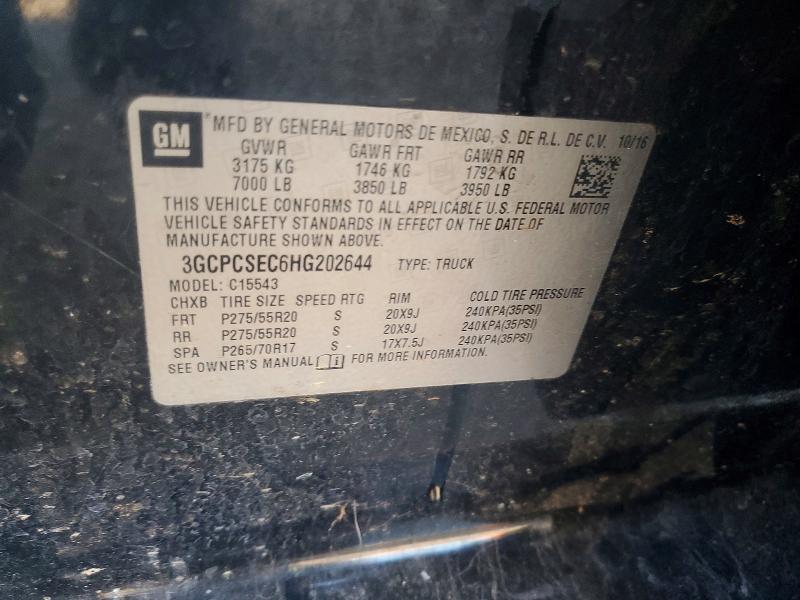 GM
*MFD BY GENERAL MOTORS DE MEXICO, S. DE R.L. DE C.V. 10/16
GVWR GAWR FRT GAWR RR
3175 KG 1746 KG 1792 KG
7000 LB 3850 LB 3950 LB
THIS VEHICLE CONFORMS TO ALL APPLICABLE U.S. FEDERAL MOTOR
VEHICLE SAFETY STANDARDS IN EFFECT ON THE DATE OF
MANUFACTURE SHOWN ABOVE.
3GCPCSEC6HG202644 TYPE: TRUCK
MODEL: C15543
CHXB TIRE SIZE SPEED RTG RIM COLD TIRE PRESSURE
FRT P275/55R20 S 20X9J 240KPA(35PSI)
RR P275/55R20 S 20X9J 240KPA(35PSI)
SPA P265/70R17 S 17X7.5J 240KPA(35PSI)
SEE OWNER'S MANUAL i FOR MORE INFORMATION.